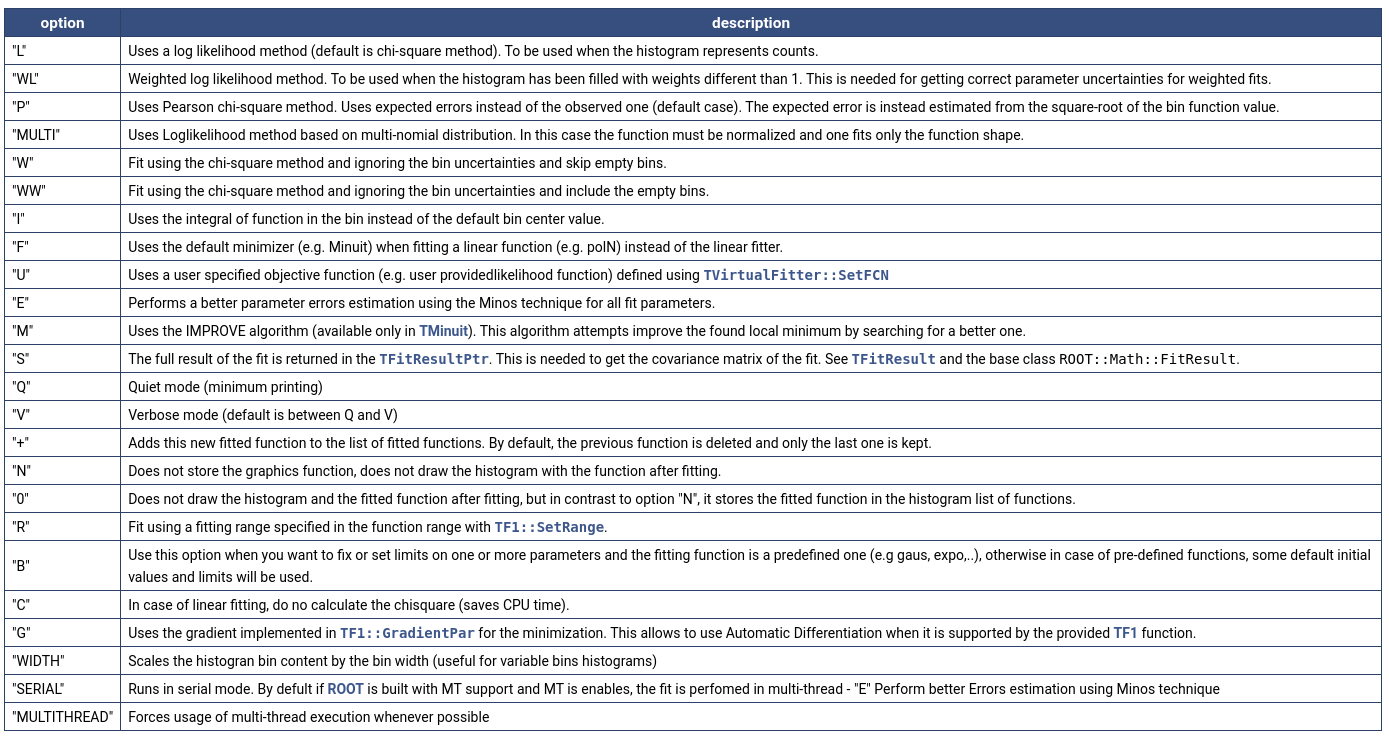 option description
"L" Uses a log likelihood method (default is chi-square method). To be used when the histogram represents counts.
"WL" Weighted log likelihood method. To be used when the histogram has been filled with weights different than 1. This is needed for getting correct parameter uncertainties for weighted fits.
"P" Uses Pearson chi-square method. Uses expected errors instead of the observed one (default case). The expected error is instead estimated from the square-root of the bin function value.
"MULTI" Uses Loglikelihood method based on multi-nomial distribution. In this case the function must be normalized and one fits only the function shape.
"W" Fit using the chi-square method and ignoring the bin uncertainties and skip empty bins.
"WW" Fit using the chi-square method and ignoring the bin uncertainties and include the empty bins.
"I" Uses the integral of function in the bin instead of the default bin center value.
"F" Uses the default minimizer (e.g. Minuit) when fitting a linear function (e.g. polN) instead of the linear fitter.
"U" Uses a user specified objective function (e.g. user providedlikelihood function) defined using TVirtualFitter::SetFCN
"E" Performs a better parameter errors estimation using the Minos technique for all fit parameters.
"M" Uses the IMPROVE algorithm (available only in TMinuit). This algorithm attempts improve the found local minimum by searching for a better one.
"S" The full result of the fit is returned in the TFitResultPtr. This is needed to get the covariance matrix of the fit. See TFitResult and the base class ROOT::Math::FitResult.
"Q" Quiet mode (minimum printing)
"V" Verbose mode (default is between Q and V)
"+" Adds this new fitted function to the list of fitted functions. By default, the previous function is deleted and only the last one is kept.
"N" Does not store the graphics function, does not draw the histogram with the function after fitting.
"0" Does not draw the histogram and the fitted function after fitting, but in contrast to option "N", it stores the fitted function in the histogram list of functions.
"R" Fit using a fitting range specified in the function range with TF1::SetRange.
"B" Use this option when you want to fix or set limits on one or more parameters and the fitting function is a predefined one (e.g gaus, expo,..), otherwise in case of pre-defined functions, some default initial
values and limits will be used.
"C" In case of linear fitting, do no calculate the chisquare (saves CPU time).
"G" Uses the gradient implemented in TF1::GradientPar for the minimization. This allows to use Automatic Differentiation when it is supported by the provided TF1 function.
"WIDTH" Scales the histogran bin content by the bin width (useful for variable bins histograms)
"SERIAL" Runs in serial mode. By defult if ROOT is built with MT support and MT is enables, the fit is perfomed in multi-thread - "E" Perform better Errors estimation using Minos technique
"MULTITHREAD" Forces usage of multi-thread execution whenever possible